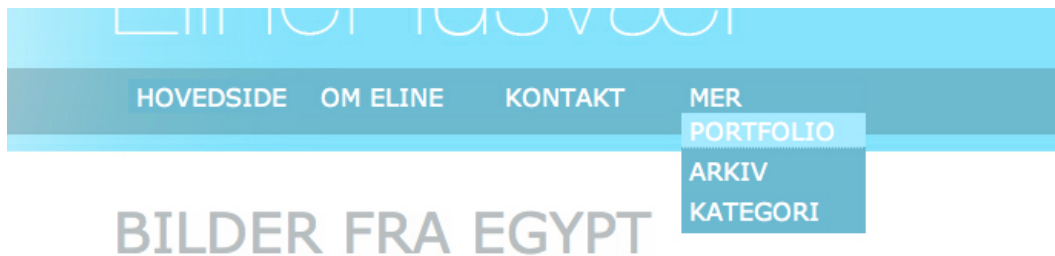 HOVEDSIDE OM ELINE KONTAKT MER
PORTFOLIO
ARKIV
KATEGORI
BILDER FRA EGYPT